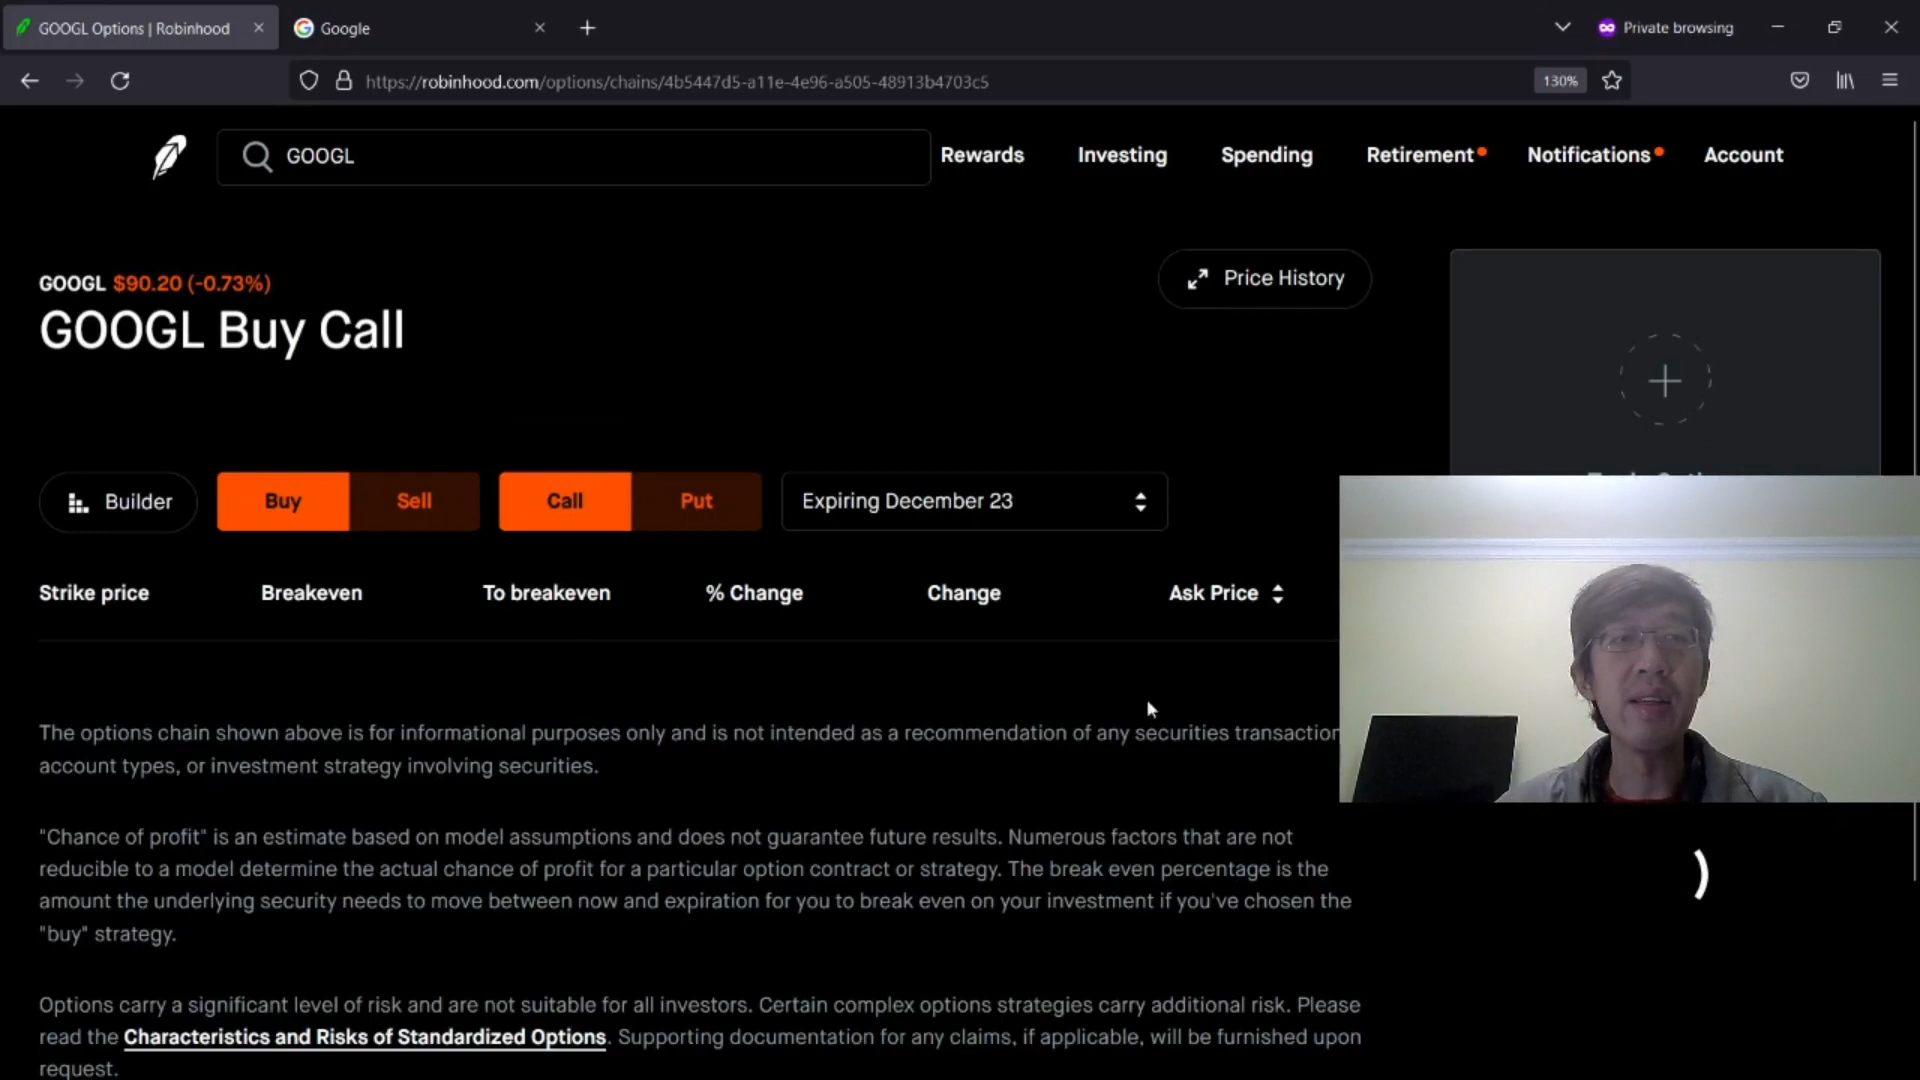 GOOGL Options | Robinhood
Google
Private browsing
https://robinhood.com/options/chains/4b5447d5-a11e-4e96-a505-48913b4703c5
130%
GOOGL
Rewards
Investing
Spending
Retirement
Notifications
Account
GOOGL $90.20 (-0.73%)
GOOGL Buy Call
Price History
Builder
Buy
Sell
Call
Put
Expiring December 23
Strike price
Breakeven
To breakeven
% Change
Change
Ask Price
The options chain shown above is for informational purposes only and is not intended as a recommendation of any securities transaction
account types, or investment strategy involving securities.
"Chance of profit" is an estimate based on model assumptions and does not guarantee future results. Numerous factors that are not
reducible to a model determine the actual chance of profit for a particular option contract or strategy. The break even percentage is the
amount the underlying security needs to move between now and expiration for you to break even on your investment if you've chosen the
"buy" strategy.
Options carry a significant level of risk and are not suitable for all investors. Certain complex options strategies carry additional risk. Please
read the Characteristics and Risks of Standardized Options. Supporting documentation for any claims, if applicable, will be furnished upon
request.